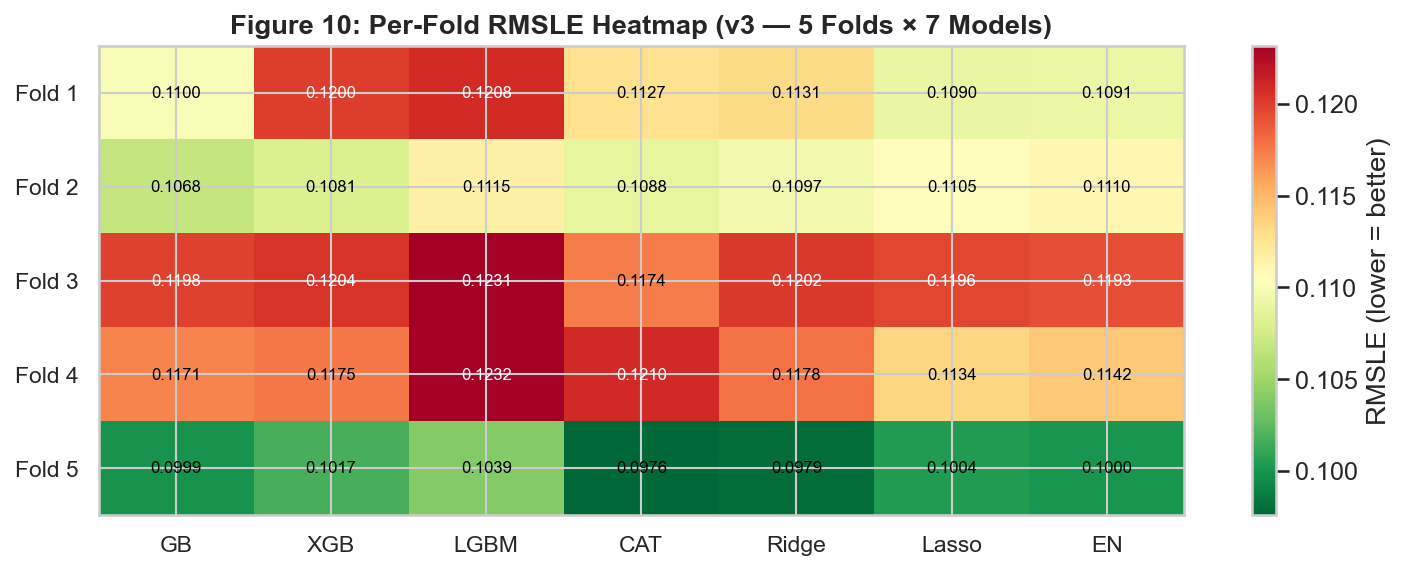 Figure 10: Per-Fold RMSLE Heatmap (v3 — 5 Folds × 7 Models)
Fold 1 0.1100 0.1200 0.1208 0.1127 0.1131 0.1090 0.1091
Fold 2 0.1068 0.1081 0.1115 0.1088 0.1097 0.1105 0.1110
Fold 3 0.1198 0.1204 0.1231 0.1174 0.1202 0.1196 0.1193
Fold 4 0.1171 0.1175 0.1232 0.1210 0.1178 0.1134 0.1142
Fold 5 0.0999 0.1017 0.1039 0.0976 0.0979 0.1004 0.1000
GB XGB LGBM CAT Ridge Lasso EN
0.120
0.115
0.110
0.105
0.100
RMSLE (lower = better)